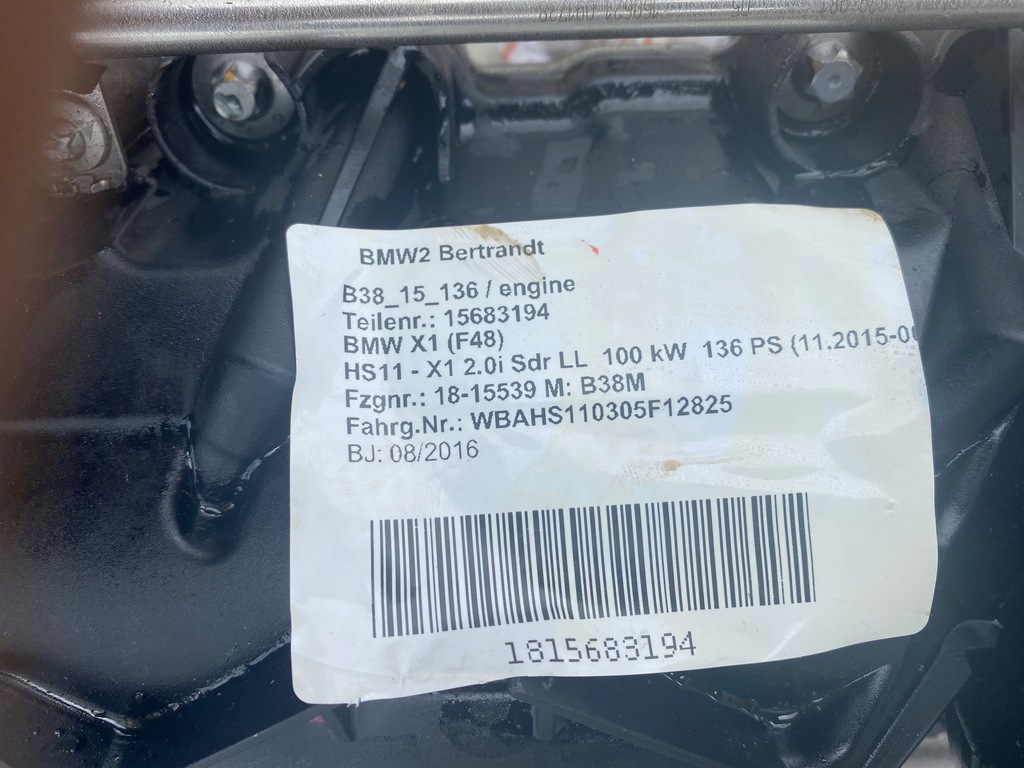 BMW2 Bertrandt
B38_15_136 / engine
Teilenr.: 15683194
BMW X1 (F48)
HS11 - X1 2.0i Sdr LL 100 kW 136 PS (11.2015-0
Fzgnr.: 18-15539 M: B38M
Fahrg.Nr.: WBAHS110305F12825
BJ: 08/2016
1815683194